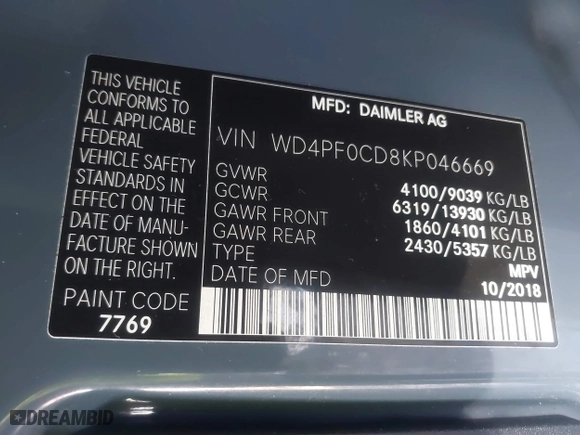 THIS VEHICLE
CONFORMS TO
ALL APPLICABLE
FEDERAL
VEHICLE SAFETY
STANDARDS IN
EFFECT ON THE
DATE OF MANU-
FACTURE SHOWN
ON THE RIGHT.
PAINT CODE
7769
MFD: DAIMLER AG
VIN WD4PF0CD8KP046669
GVWR 4100/9039 KG/LB
GCWR 6319/13930 KG/LB
GAWR FRONT 1860/4101 KG/LB
GAWR REAR 2430/5357 KG/LB
TYPE MPV
DATE OF MFD 10/2018
DREAMBID